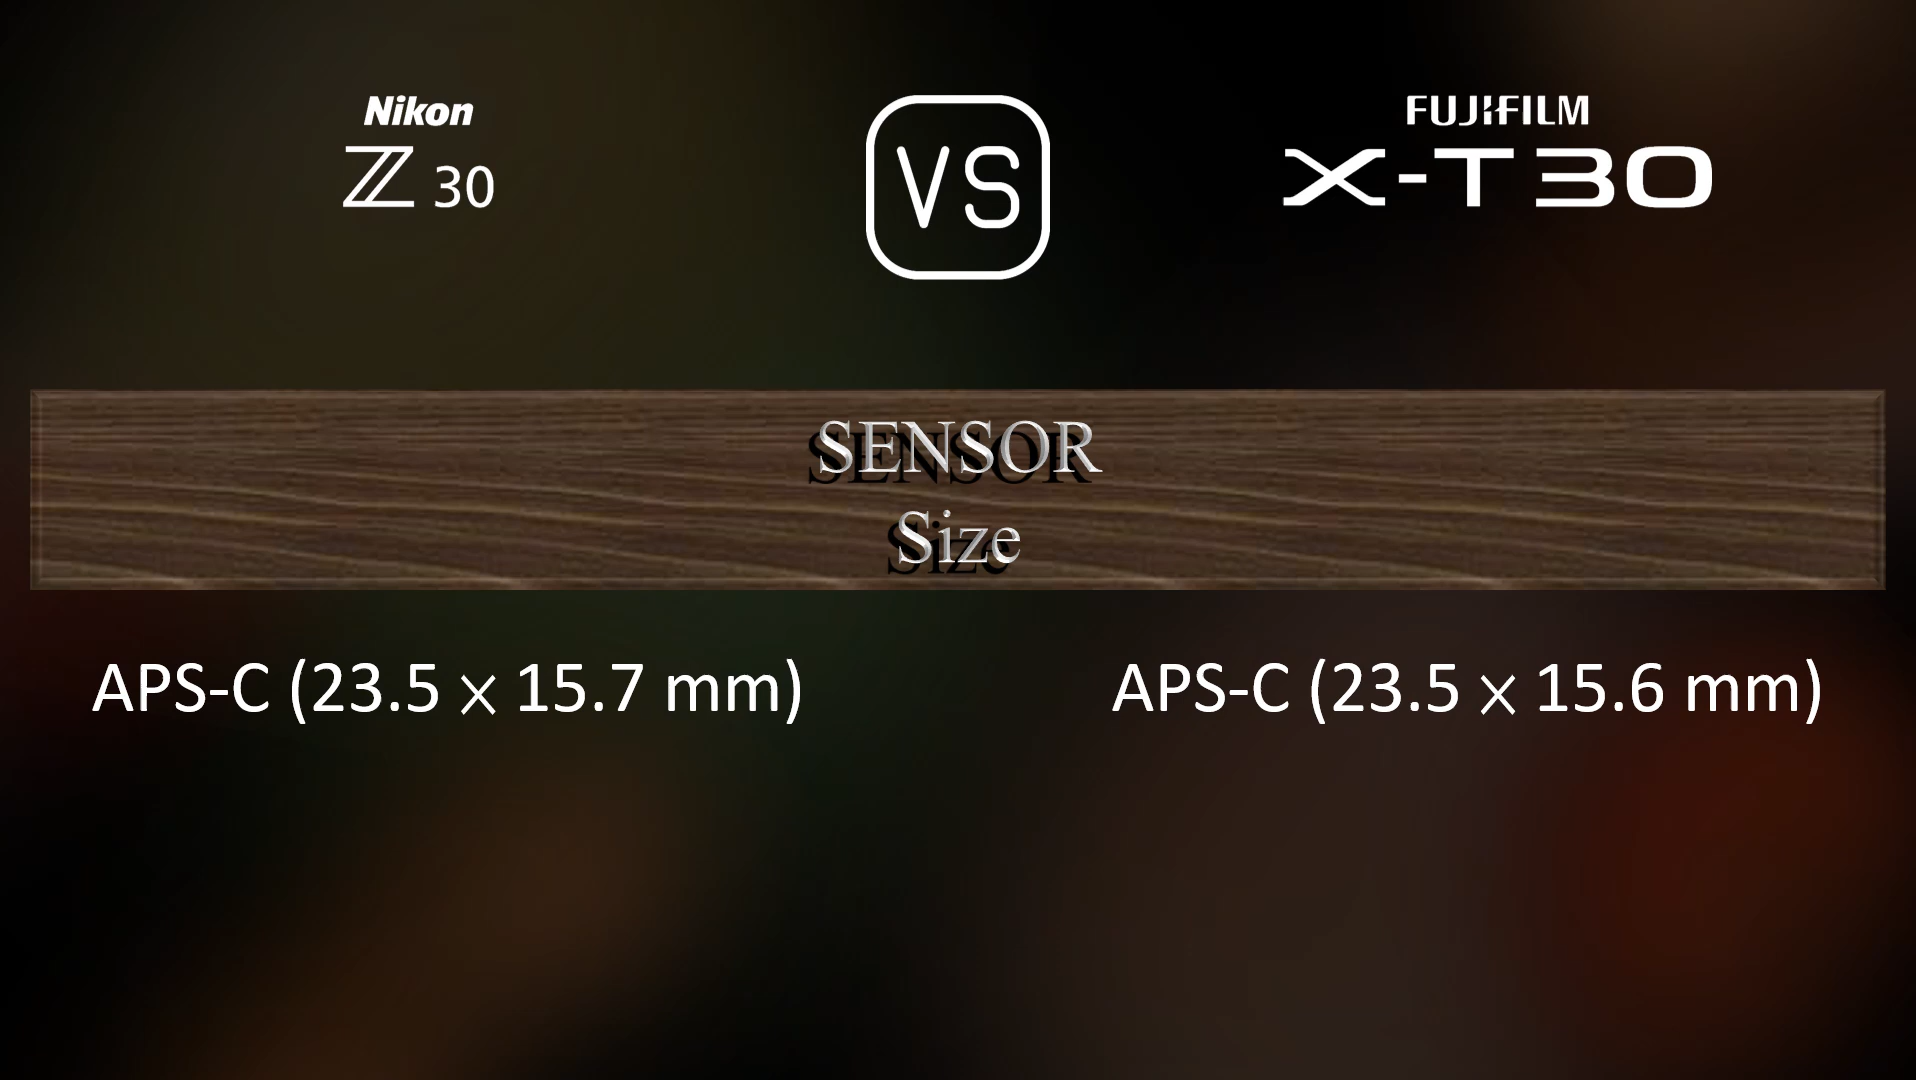 Nikon
Z 30
VS
FUJIFILM
X-T30
SENSOR
Size
APS-C (23.5 x 15.7 mm)
APS-C (23.5 x 15.6 mm)